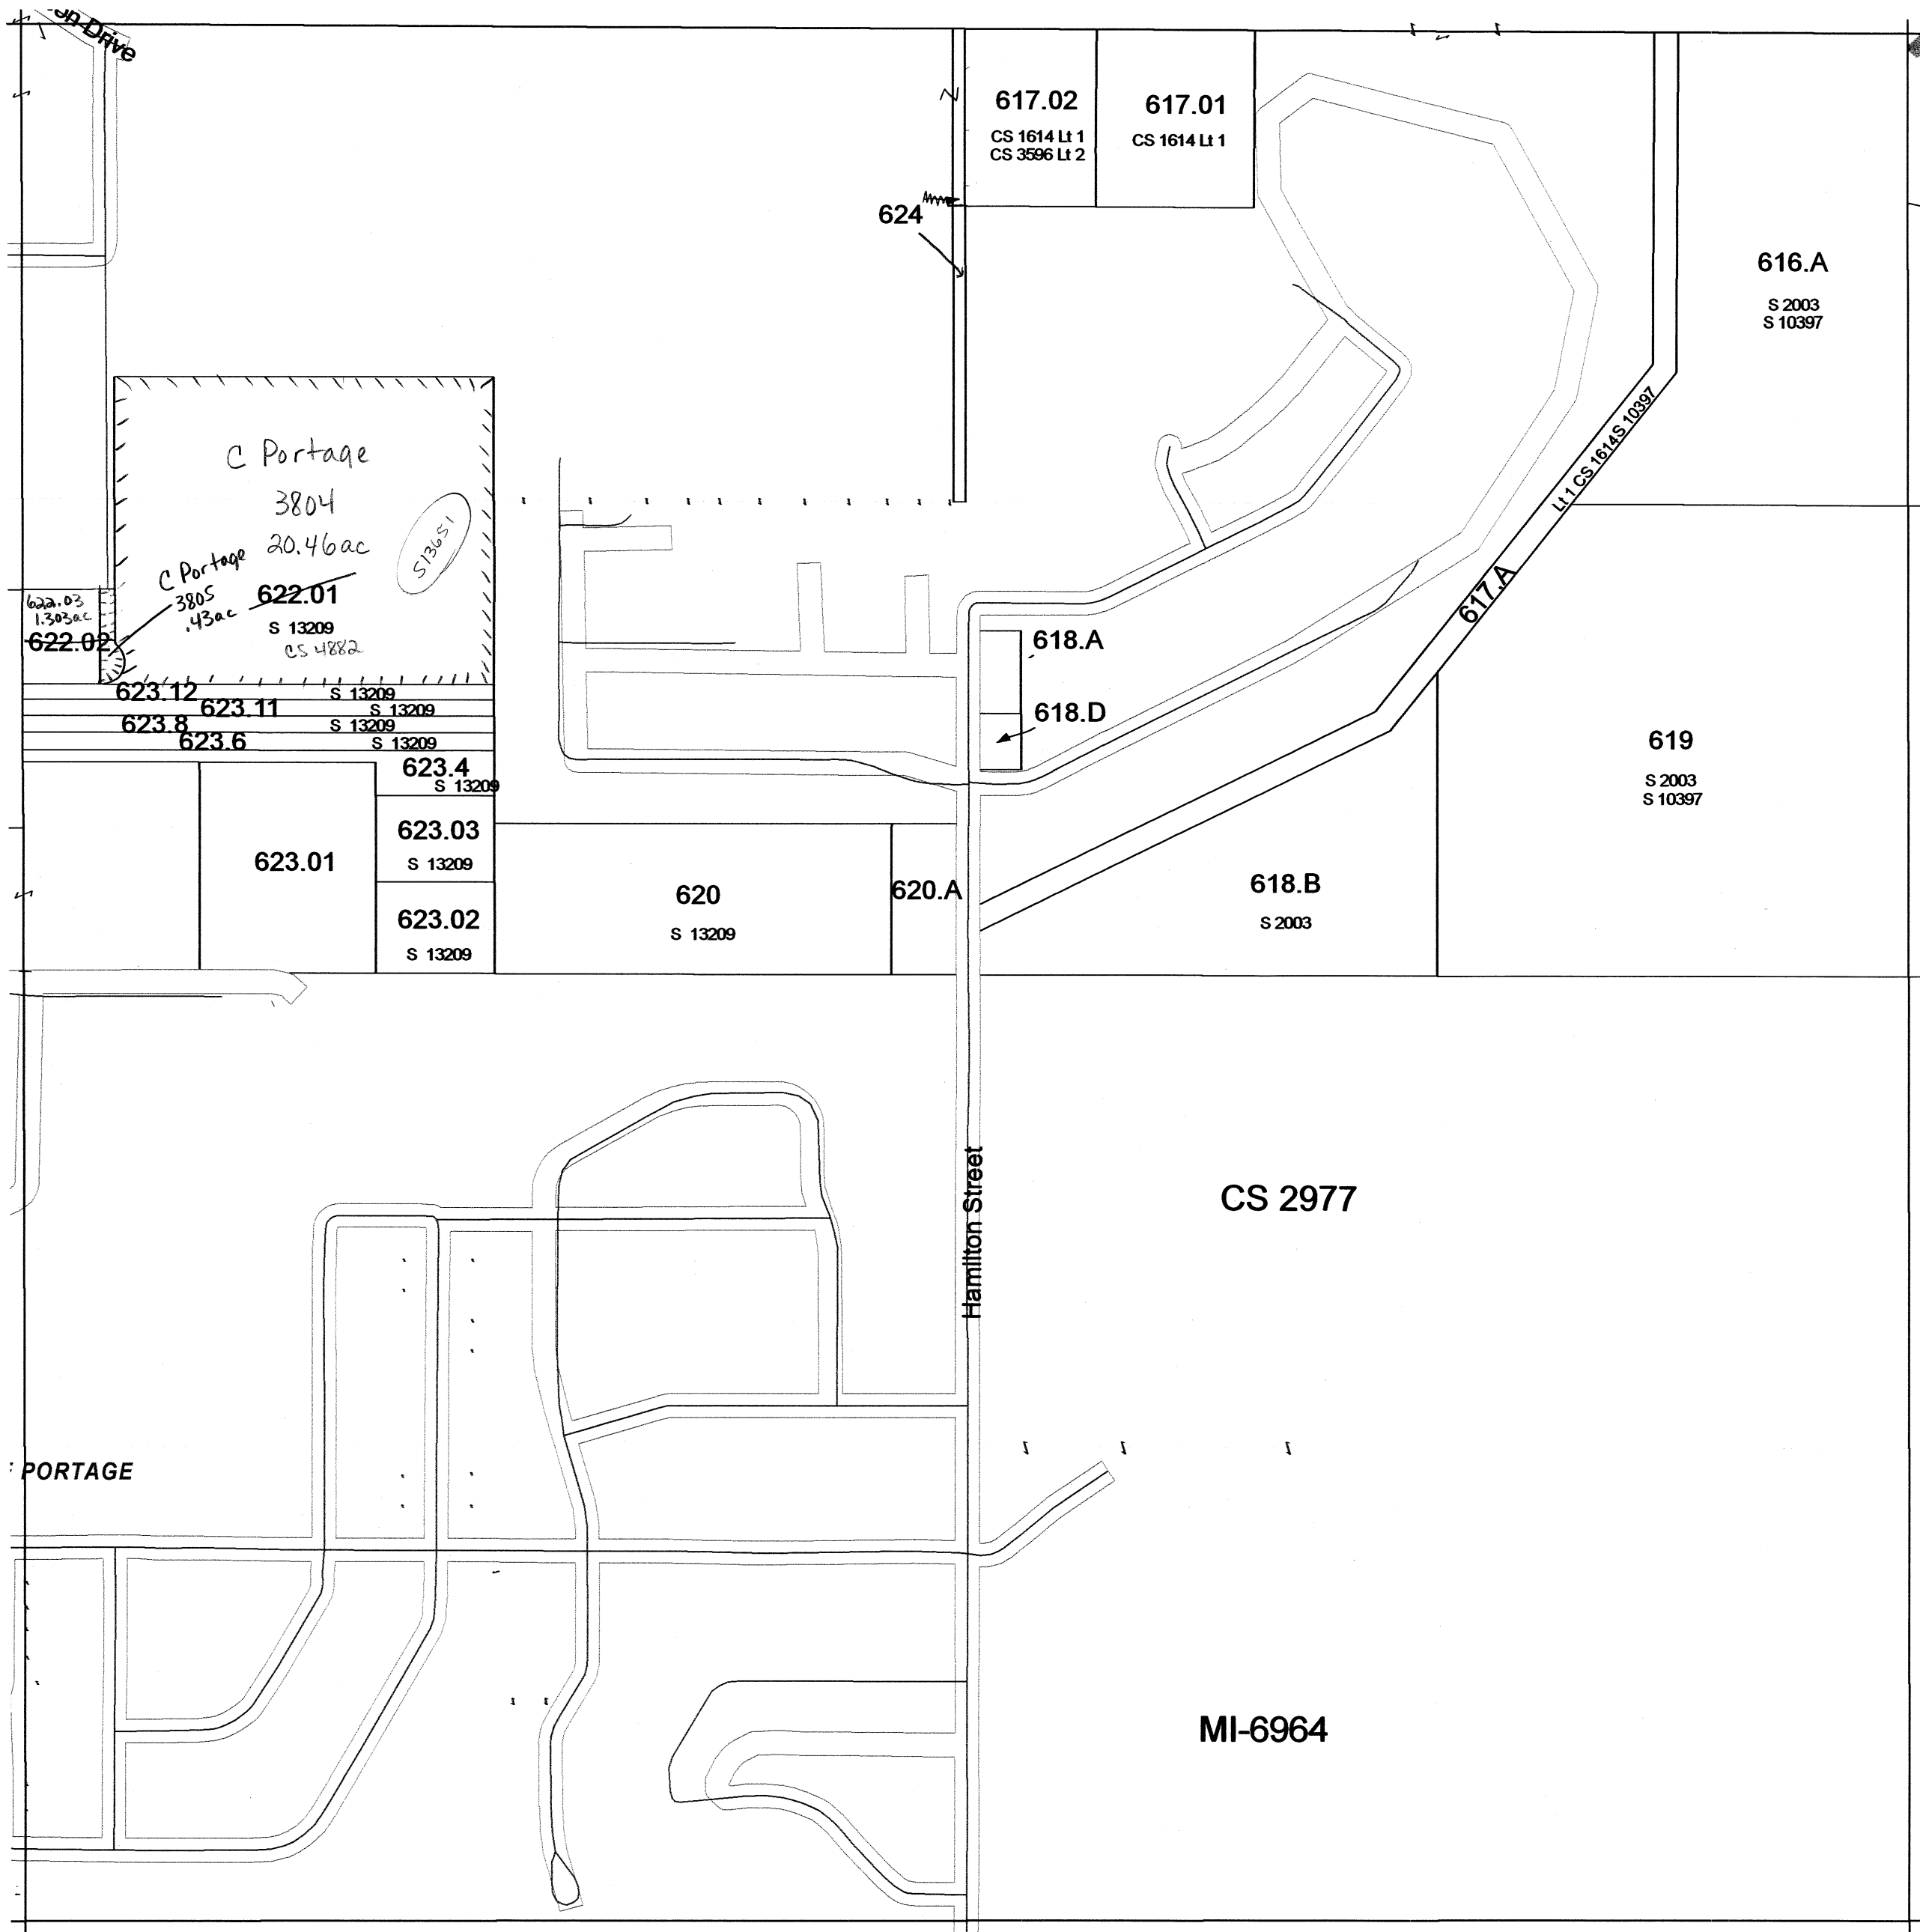 Drive
617.02
CS 1614 Lt 1
CS 3596 Lt 2
617.01
CS 1614 Lt 1
624
616.A
S 2003
S 10397
C Portage
3804
20.46ac
S13651
C Portage
3805
.43ac
622.01
S 13209
CS 4882
622.03
1.303ac
622.02
Lt 1 CS 1614 S 10397
617.A
618.A
618.D
623.12
S 13209
623.11
S 13209
623.8
S 13209
623.6
S 13209
623.4
S 13209
623.03
S 13209
623.01
623.02
S 13209
620
S 13209
620.A
618.B
S 2003
619
S 2003
S 10397
Hamilton Street
CS 2977
PORTAGE
MI-6964